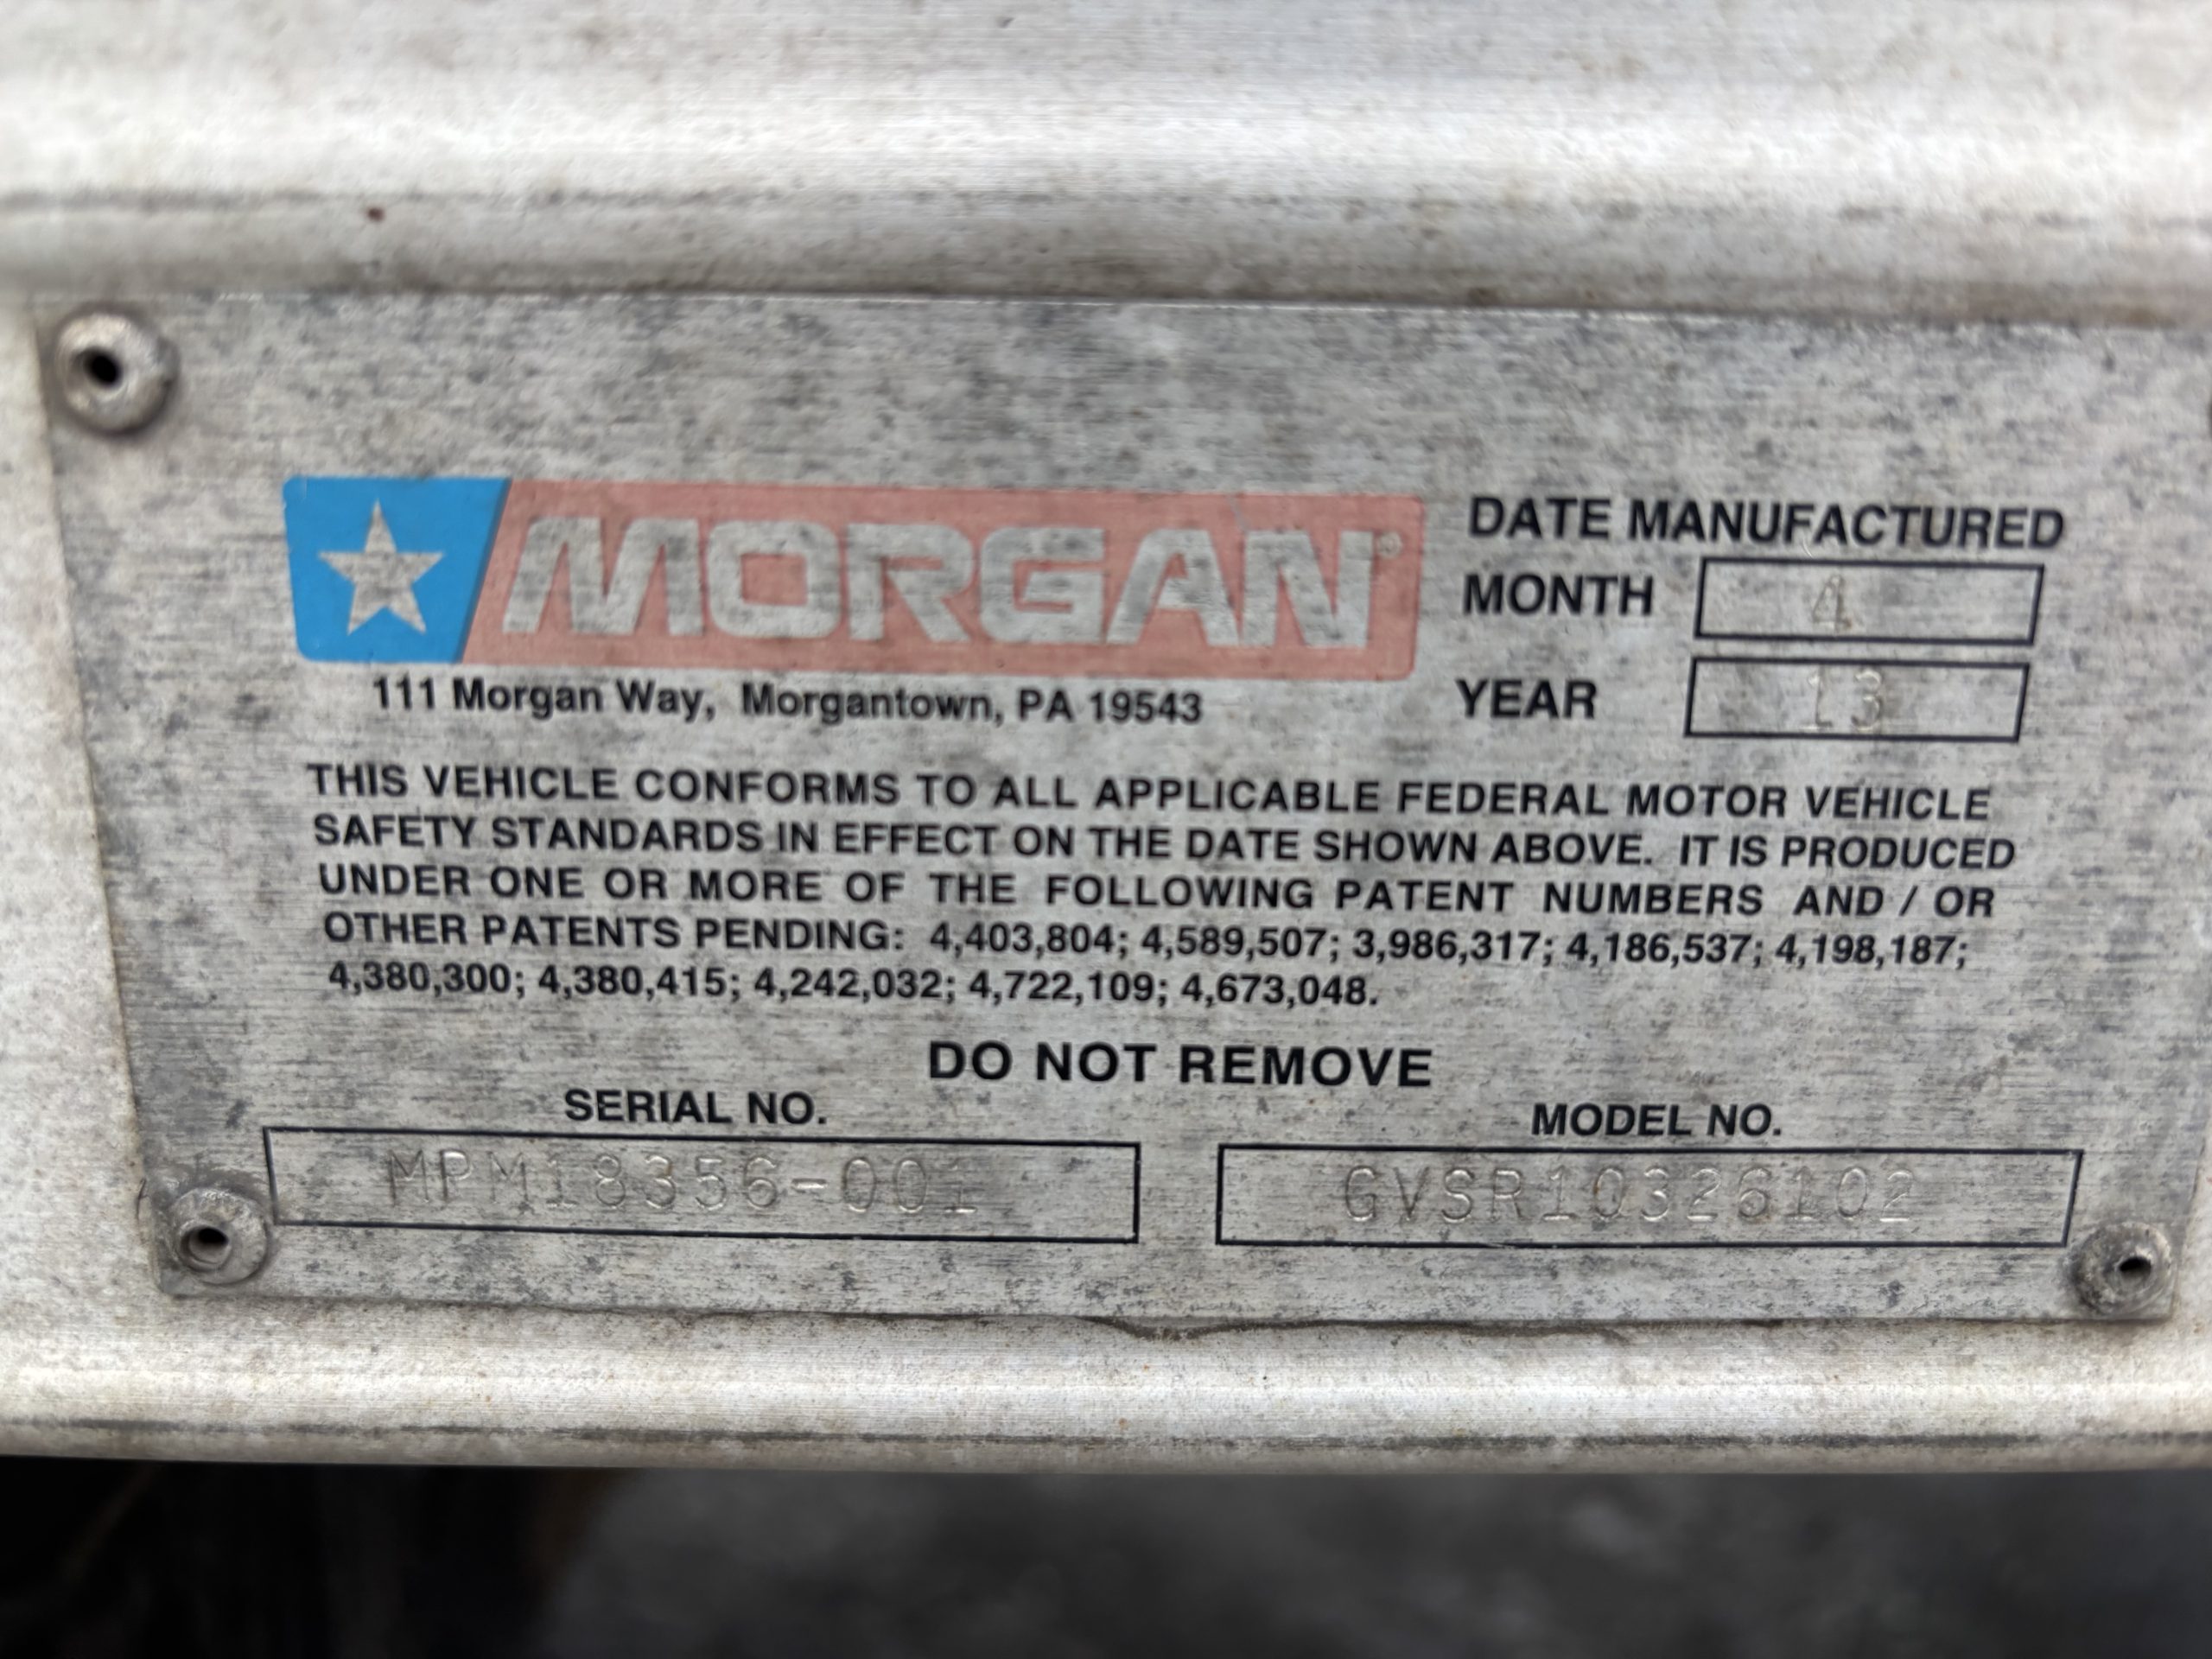 MORGAN®
111 Morgan Way, Morgantown, PA 19543
DATE MANUFACTURED
MONTH 4
YEAR 13
THIS VEHICLE CONFORMS TO ALL APPLICABLE FEDERAL MOTOR VEHICLE
SAFETY STANDARDS IN EFFECT ON THE DATE SHOWN ABOVE. IT IS PRODUCED
UNDER ONE OR MORE OF THE FOLLOWING PATENT NUMBERS AND / OR
OTHER PATENTS PENDING: 4,403,804; 4,589,507; 3,986,317; 4,186,537; 4,198,187;
4,380,300; 4,380,415; 4,242,032; 4,722,109; 4,673,048.
DO NOT REMOVE
SERIAL NO.
MPM18356-001
MODEL NO.
GVSR10326102